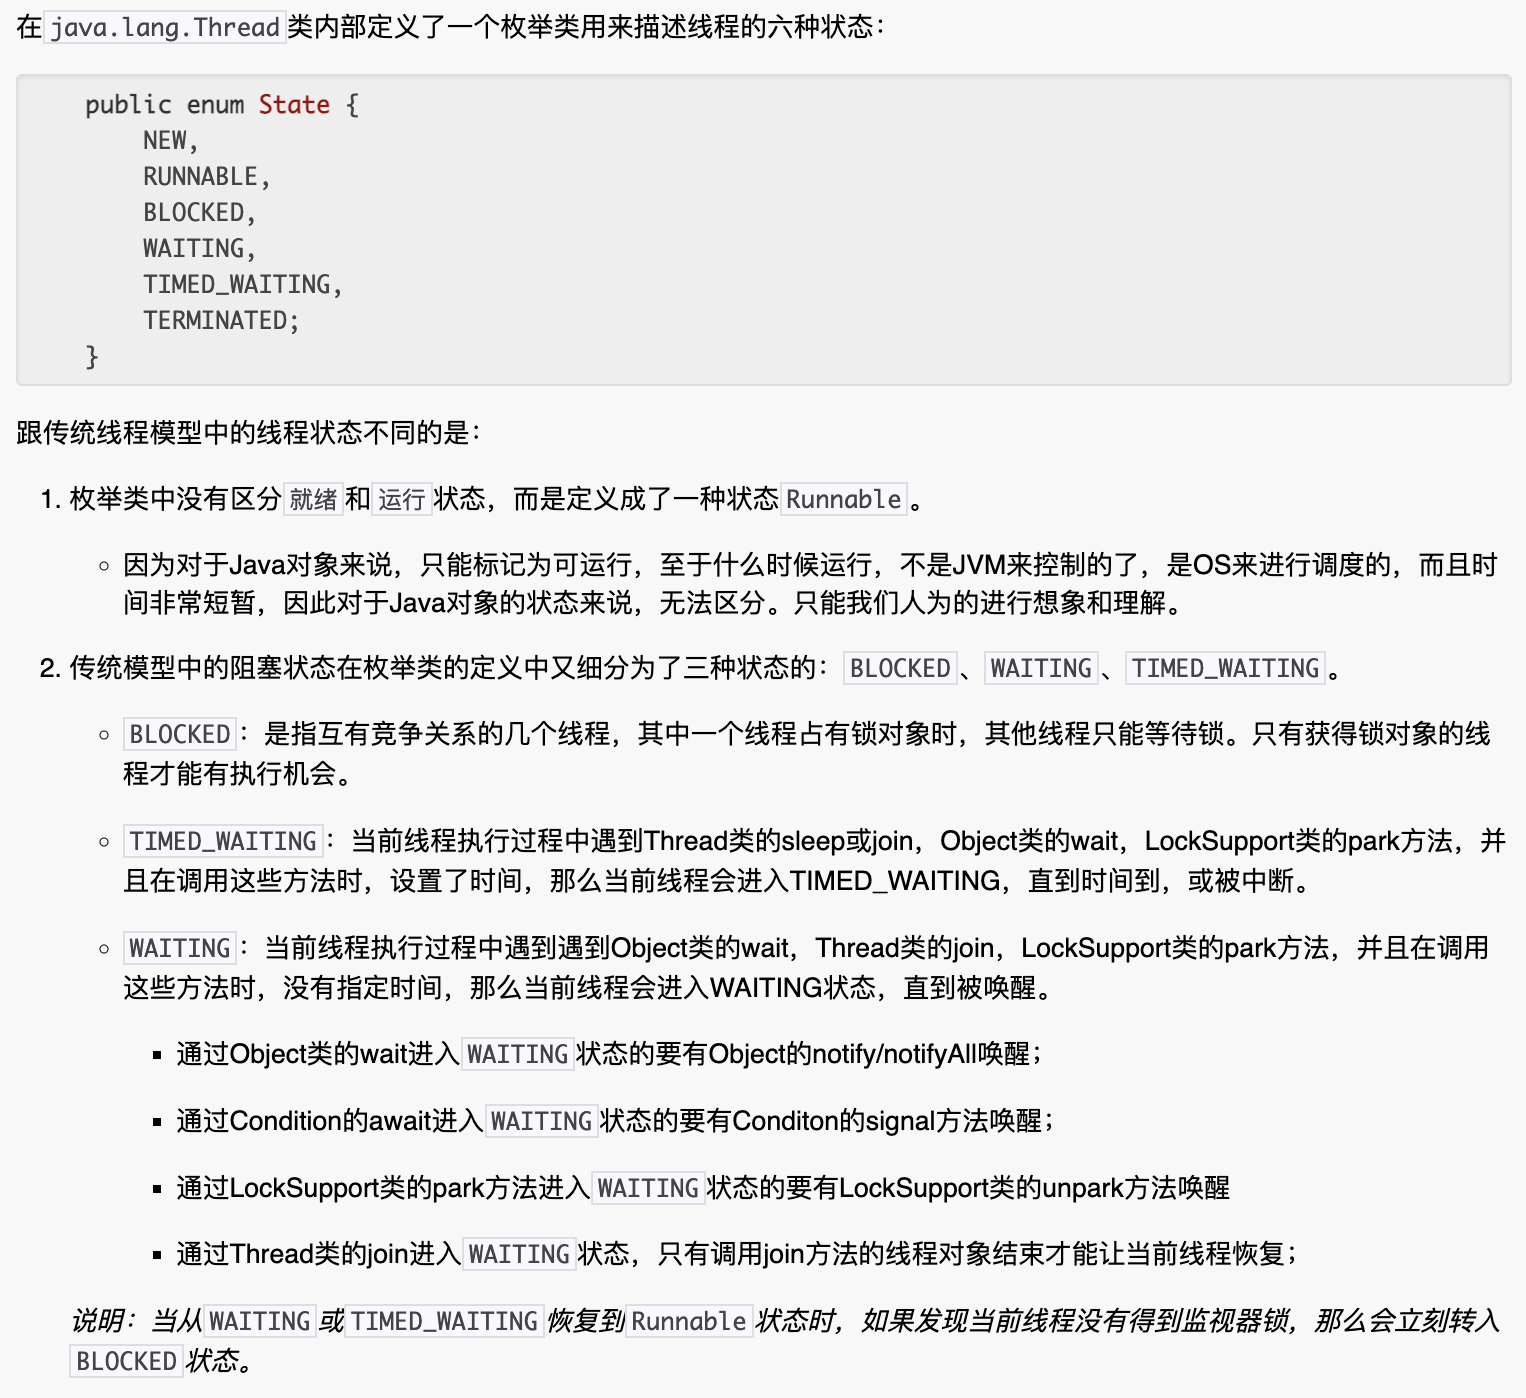 在java.lang.Thread类内部定义了一个枚举类用来描述线程的六种状态：
public enum State {
NEW,
RUNNABLE,
BLOCKED,
WAITING,
TIMED_WAITING,
TERMINATED;
}
跟传统线程模型中的线程状态不同的是：
1. 枚举类中没有区分就绪和运行状态，而是定义成了一种状态Runnable。
◦ 因为对于Java对象来说，只能标记为可运行，至于什么时候运行，不是JVM来控制的了，是OS来进行调度的，而且时
间非常短暂，因此对于Java对象的状态来说，无法区分。只能我们人为的进行想象和理解。
2. 传统模型中的阻塞状态在枚举类的定义中又细分为了三种状态的：BLOCKED、WAITING、TIMED_WAITING。
◦ BLOCKED：是指互有竞争关系的几个线程，其中一个线程占有锁对象时，其他线程只能等待锁。只有获得锁对象的线
程才能有执行机会。
◦ TIMED_WAITING：当前线程执行过程中遇到Thread类的sleep或join，Object类的wait，LockSupport类的park方法，并
且在调用这些方法时，设置了时间，那么当前线程会进入TIMED_WAITING，直到时间到，或被中断。
◦ WAITING：当前线程执行过程中遇到遇到Object类的wait，Thread类的join，LockSupport类的park方法，并且在调用
这些方法时，没有指定时间，那么当前线程会进入WAITING状态，直到被唤醒。
▪ 通过Object类的wait进入WAITING状态的要有Object的notify/notifyAll唤醒；
▪ 通过Condition的await进入WAITING状态的要有Conditon的signal方法唤醒；
▪ 通过LockSupport类的park方法进入WAITING状态的要有LockSupport类的unpark方法唤醒
▪ 通过Thread类的join进入WAITING状态，只有调用join方法的线程对象结束才能让当前线程恢复；
说明：当从WAITING或TIMED_WAITING恢复到Runnable状态时，如果发现当前线程没有得到监视器锁，那么会立刻转入
BLOCKED状态。